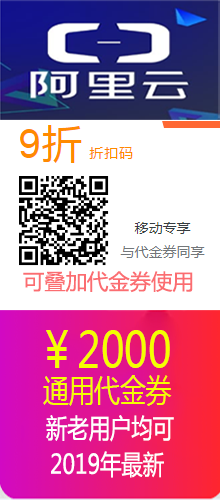 阿里云
9折 折扣码
移动专享
与代金券同享
可叠加代金券使用
¥ 2000
通用代金券
新老用户均可
2019年最新